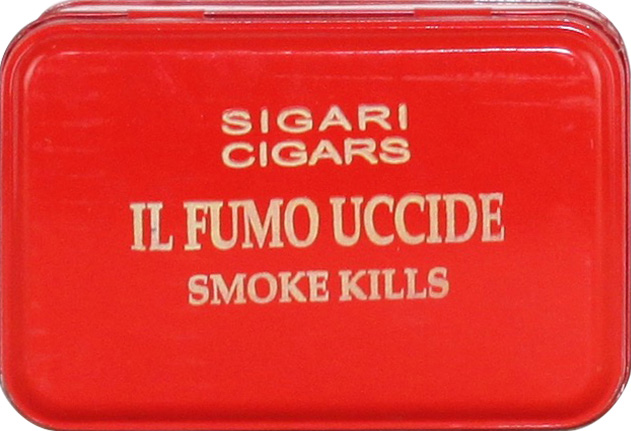 SIGARI
CIGARS
IL FUMO UCCIDE
SMOKE KILLS